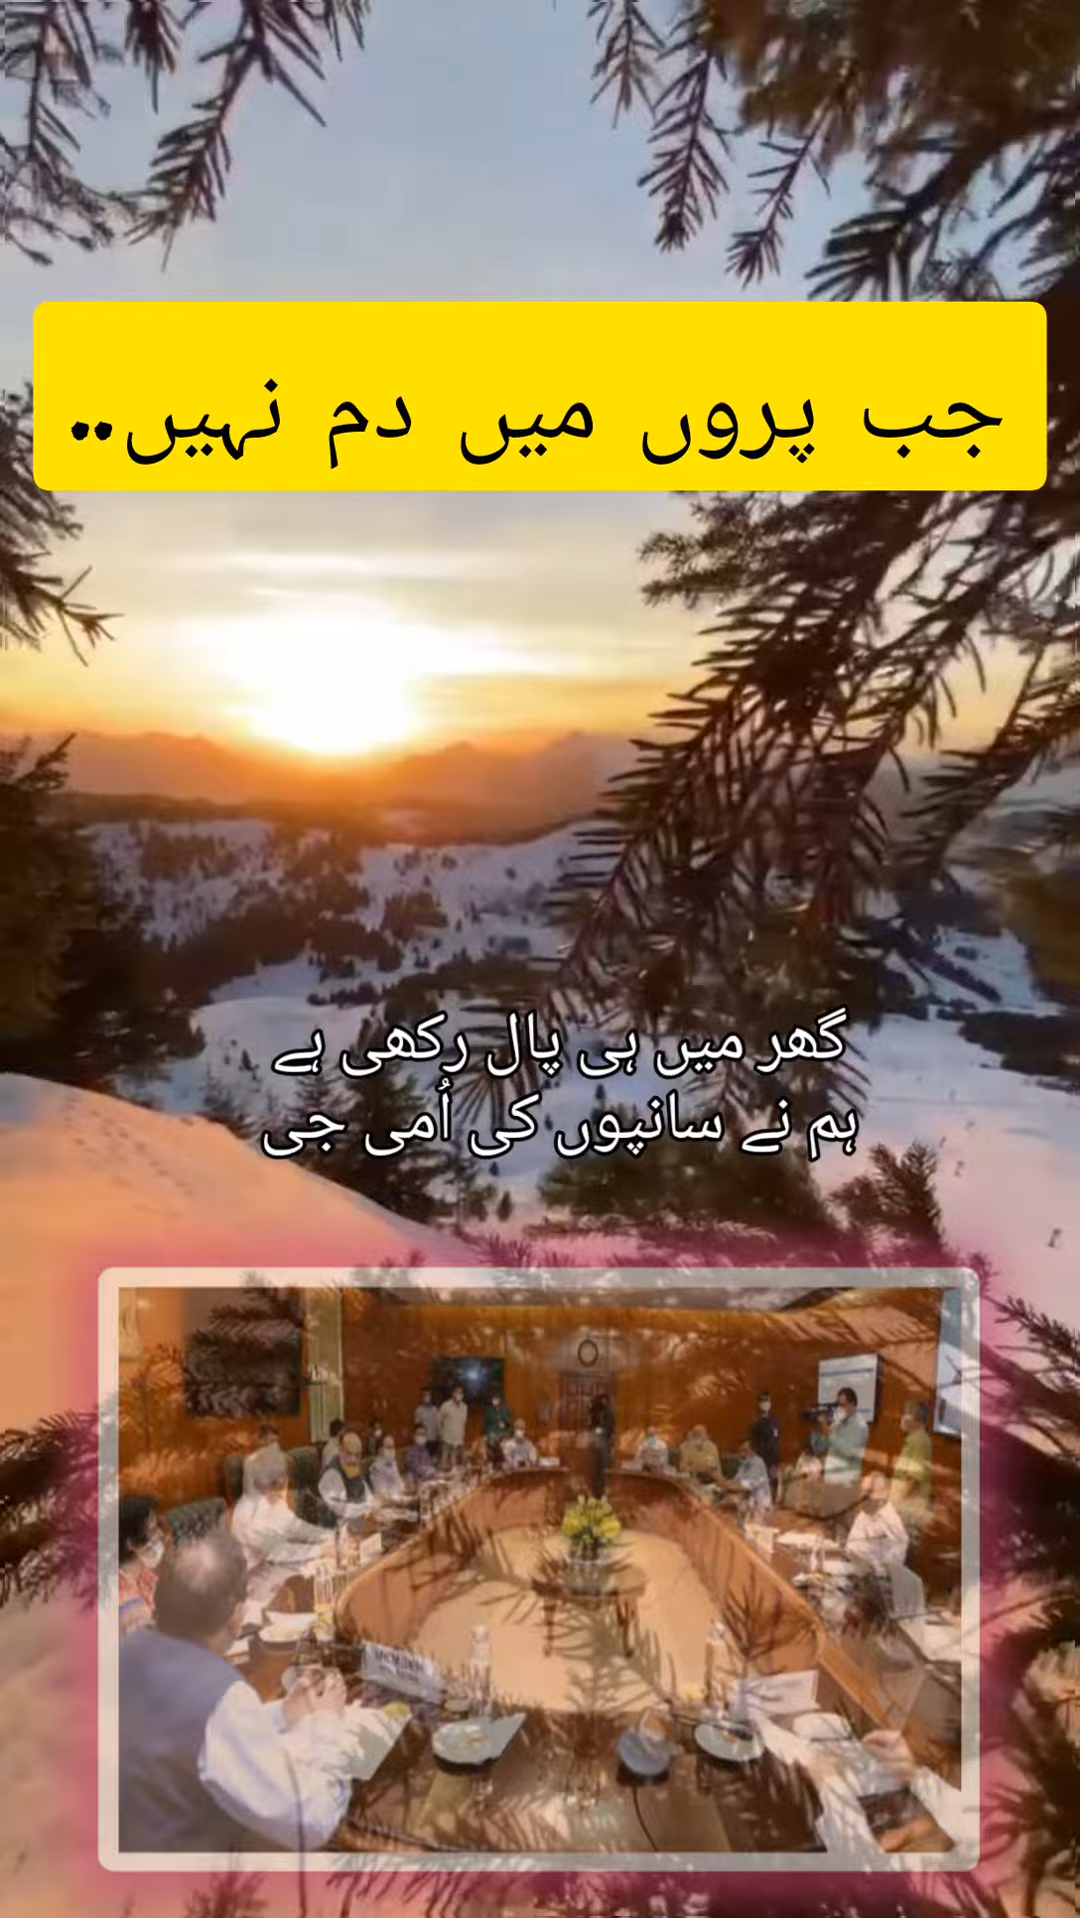 جب پروں میں دم نہیں..
گھر میں ہی پال رکھی ہے
ہم نے سانپوں کی اُمی جی